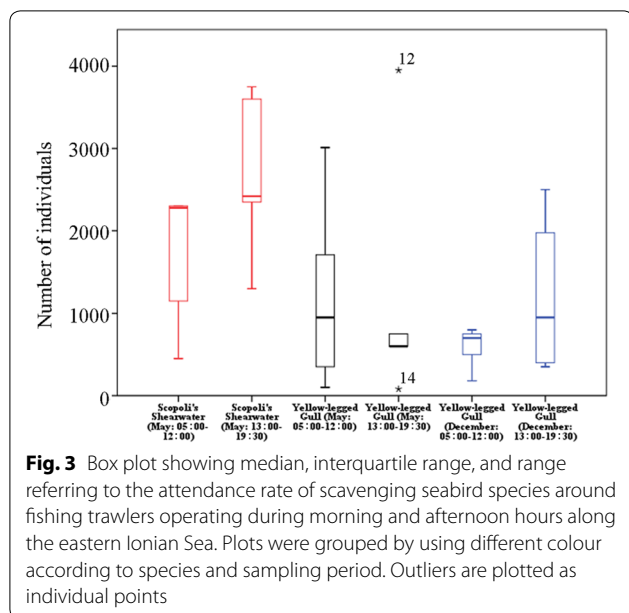 4000
3000
2000
1000
0
Number of individuals
12
14
Scopoli's
Shearwater
(May: 05:00-
12:00)
Scopoli's
Shearwater
(May: 13:00-
19:30)
Yellow-legged
Gull (May:
05:00-12:00)
Yellow-legged
Gull (May:
13:00-19:30)
Yellow-legged
Gull
(December:
05:00-12:00)
Yellow-legged
Gull
(December:
13:00-19:30)
Fig. 3 Box plot showing median, interquartile range, and range
referring to the attendance rate of scavenging seabird species around
fishing trawlers operating during morning and afternoon hours along
the eastern Ionian Sea. Plots were grouped by using different colour
according to species and sampling period. Outliers are plotted as
individual points